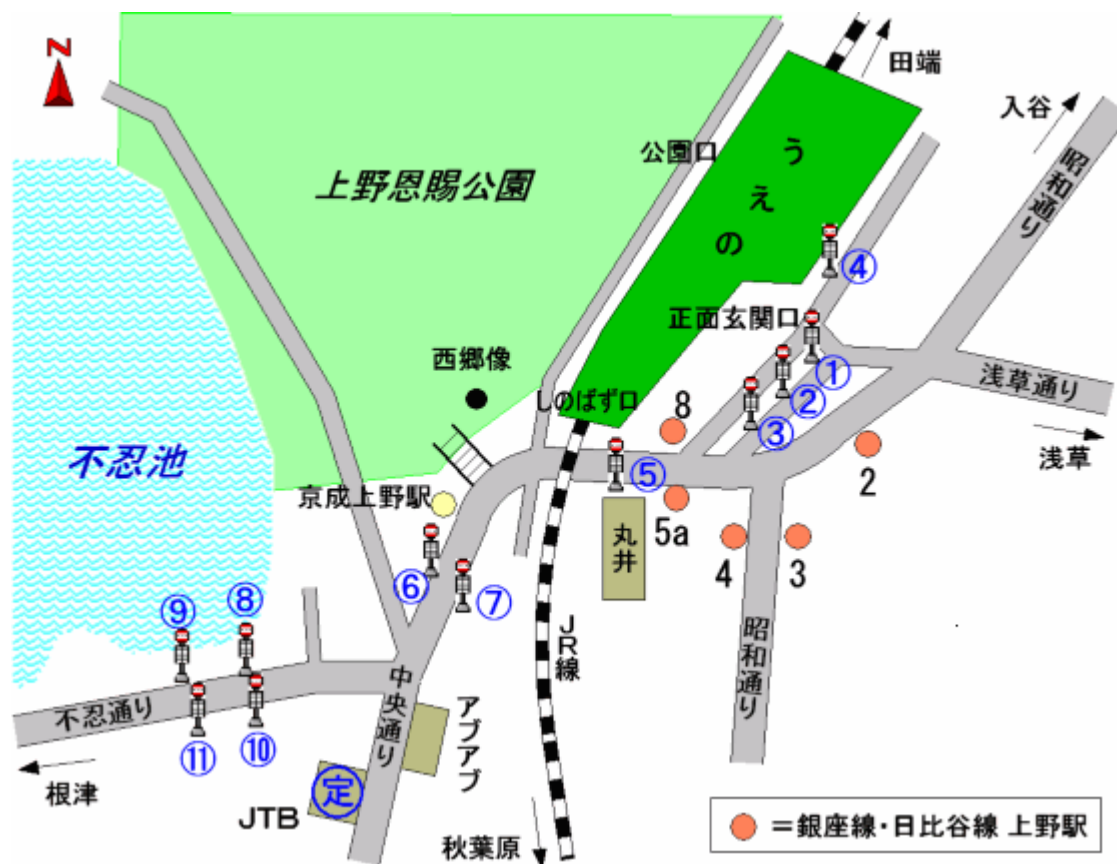 N
田端
入谷
公園口
うえの
昭和通り
上野恩賜公園
④
正面玄関口
①
西郷像
②
浅草通り
しのばず口
8
③
不忍池
浅草
京成上野駅
⑤
2
丸井
5a
4
3
⑥
⑦
⑨
⑧
JR線
昭和通り
中央通り
アブアブ
不忍通り
⑪
⑩
根津
定
JTB
秋葉原
=銀座線・日比谷線 上野駅